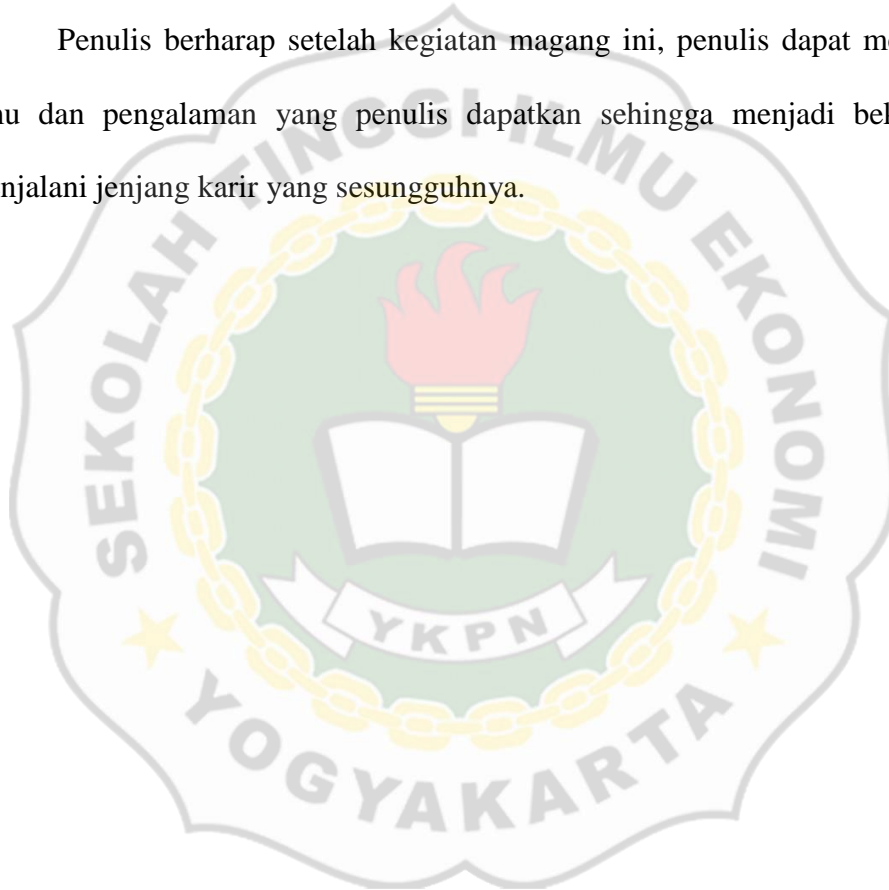 Penulis berharap setelah kegiatan magang ini, penulis dapat
dan pengalaman yang penulis dapatkan sehingga menjadi
jenjang karir yang sesungguhnya.
SEKOLAH TINGGI ILMU EKONOMI
YKPN
YOGYAKARTA